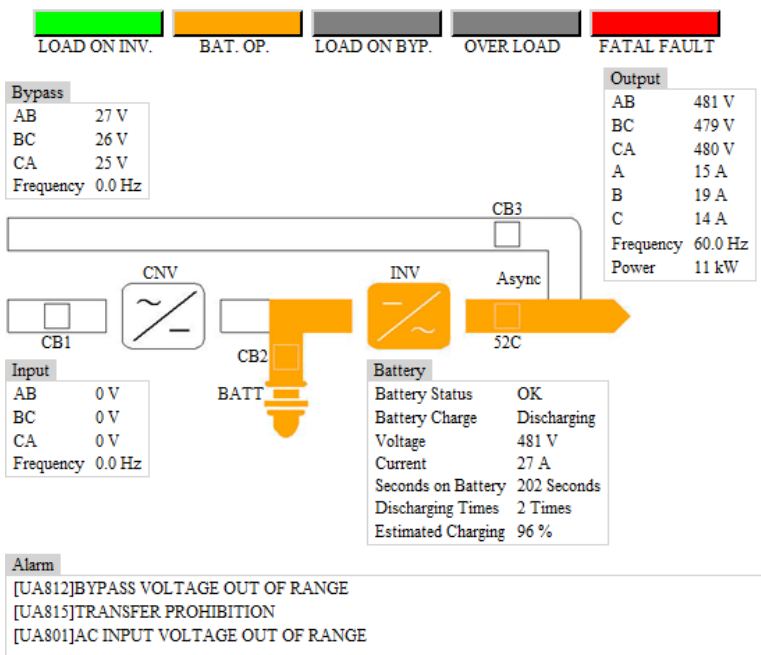 LOAD ON INV. BAT. OP. LOAD ON BYP. OVER LOAD FATAL FAULT
Bypass
AB 27 V
BC 26 V
CA 25 V
Frequency 0.0 Hz
Output
AB 481 V
BC 479 V
CA 480 V
A 15 A
B 19 A
C 14 A
Frequency 60.0 Hz
Power 11 kW
CB3
CNV
INV
Async
CB1
CB2
52C
BATT
Input
AB 0 V
BC 0 V
CA 0 V
Frequency 0.0 Hz
Battery
Battery Status OK
Battery Charge Discharging
Voltage 481 V
Current 27 A
Seconds on Battery 202 Seconds
Discharging Times 2 Times
Estimated Charging 96 %
Alarm
[UA812]BYPASS VOLTAGE OUT OF RANGE
[UA815]TRANSFER PROHIBITION
[UA801]AC INPUT VOLTAGE OUT OF RANGE